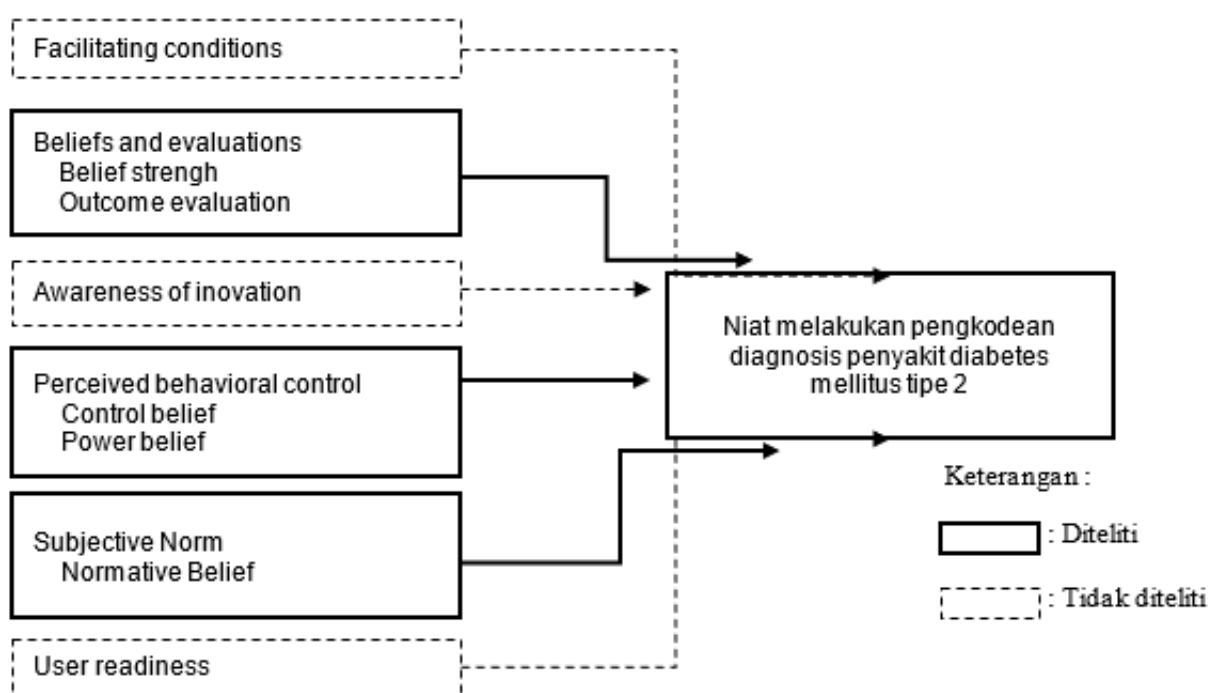 Facilitating conditions
Beliefs and evaluations
Belief strengh
Outcome evaluation
Awareness of inovation
Perceived behavioral control
Control belief
Power belief
Subjective Norm
Normative Belief
User readiness
Niat melakukan pengkodean
diagnosis penyakit diabetes
mellitus tipe 2
Keterangan :
: Diteliti
: Tidak diteliti